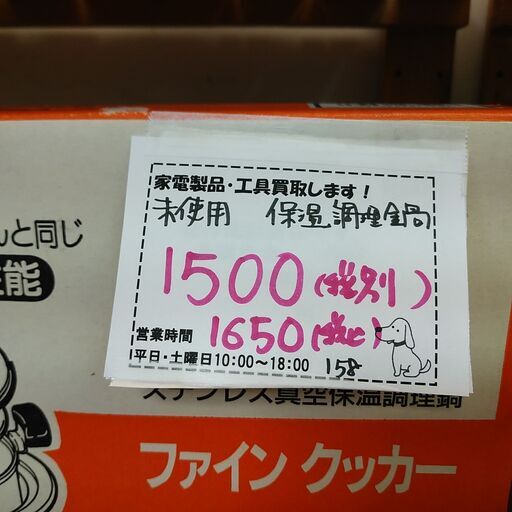 家電製品・工具買取します！
未使用 保温調理鍋
1500(税別)
営業時間 1650(税込)
平日・土曜日10:00～18:00 158
んと同じ
能
ステンレス真空保温調理鍋
ファイン クッカー